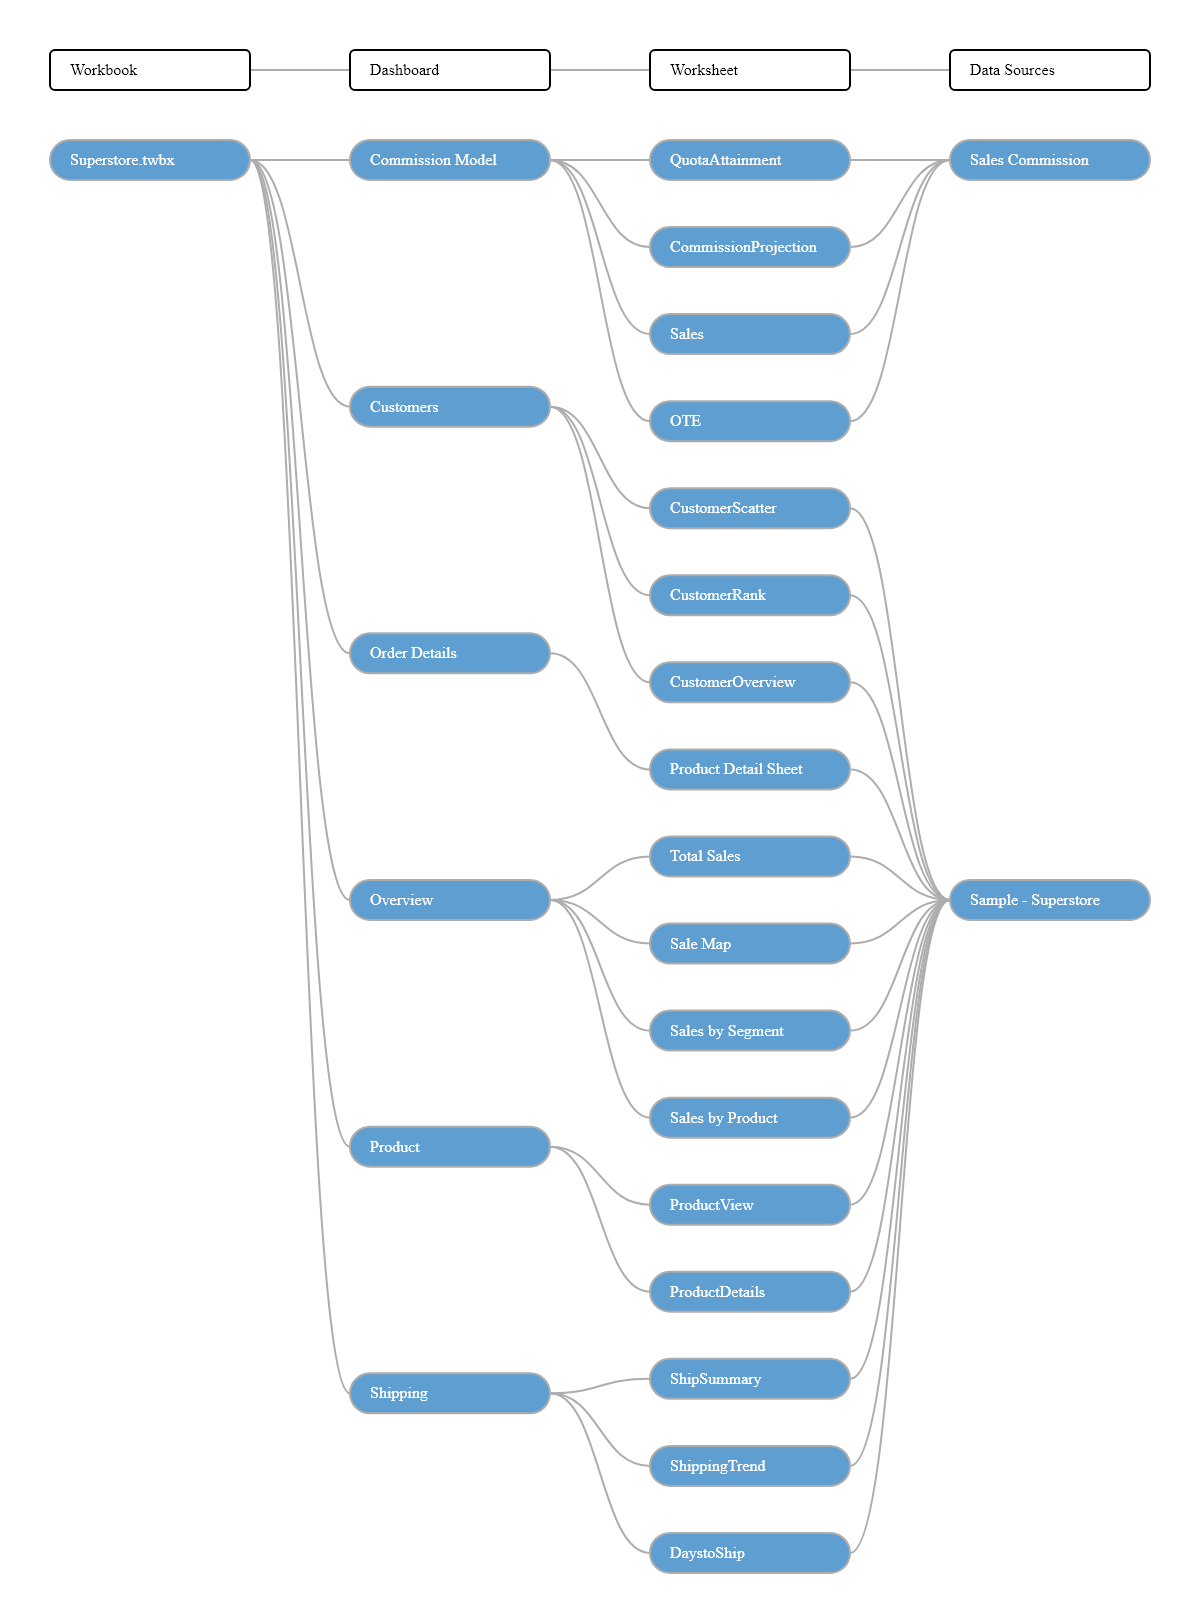 Workbook
Dashboard
Worksheet
Data Sources
Superstore.twbx
Commission Model
QuotaAttainment
Sales Commission
CommissionProjection
Sales
Customers
OTE
CustomerScatter
CustomerRank
Order Details
CustomerOverview
Product Detail Sheet
Total Sales
Overview
Sample - Superstore
Sale Map
Sales by Segment
Sales by Product
Product
ProductView
ProductDetails
ShipSummary
Shipping
ShippingTrend
DaystoShip